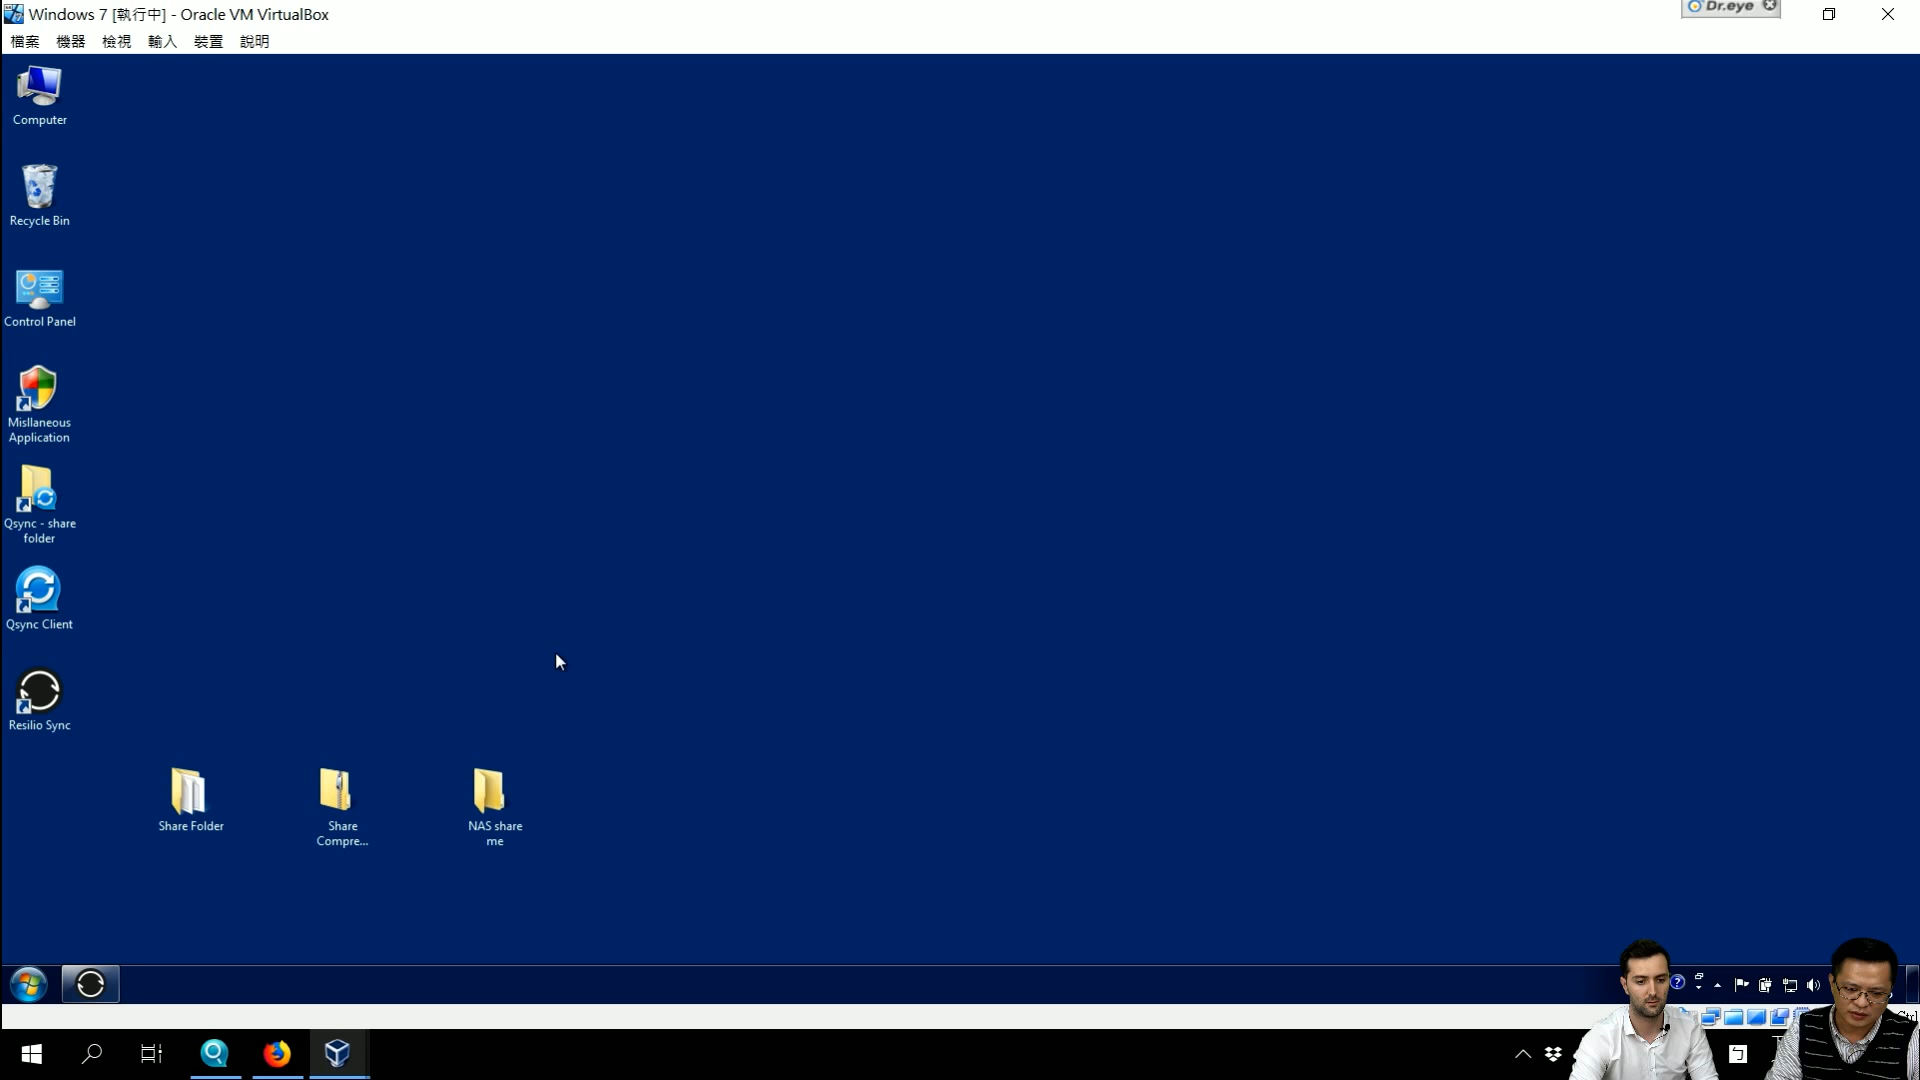 Windows 7 [執行中] - Oracle VM VirtualBox
Dr.eye
檔案 機器 檢視 輸入 裝置 說明
Computer
Recycle Bin
Control Panel
Misllaneous
Application
Qsync - share
folder
Qsync Client
Resilio Sync
Share Folder
Share
Compre...
NAS share
me